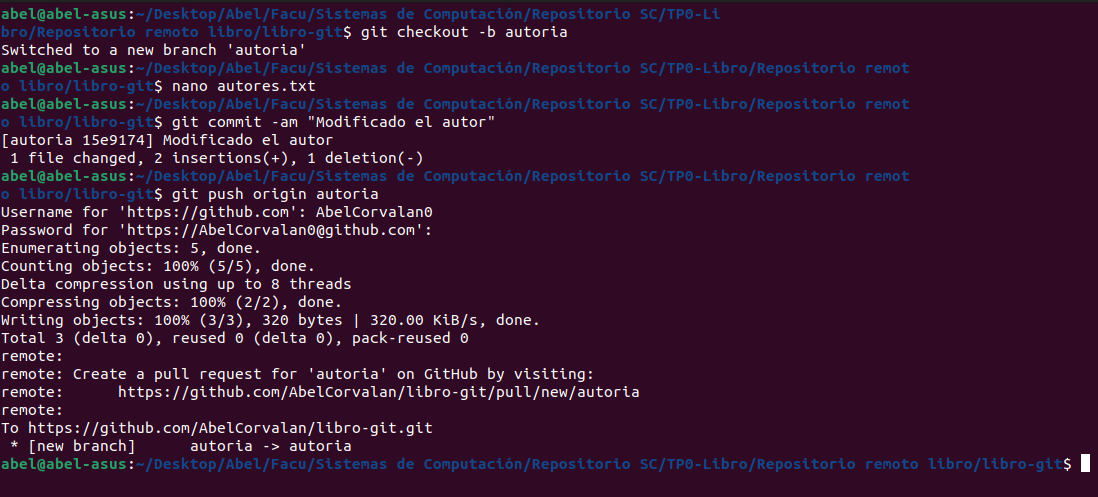 abel@abel-asus:~/Desktop/Abel/Facu/Sistemas de Computación/Repositorio SC/TP0-Li
bro/Repositorio remoto libro/libro-git$ git checkout -b autoria
Switched to a new branch 'autoria'
abel@abel-asus:~/Desktop/Abel/Facu/Sistemas de Computación/Repositorio SC/TP0-Libro/Repositorio remot
o libro/libro-git$ nano autores.txt
abel@abel-asus:~/Desktop/Abel/Facu/Sistemas de Computación/Repositorio SC/TP0-Libro/Repositorio remot
o libro/libro-git$ git commit -am "Modificado el autor"
[autoria 15e9174] Modificado el autor
 1 file changed, 2 insertions(+), 1 deletion(-)
abel@abel-asus:~/Desktop/Abel/Facu/Sistemas de Computación/Repositorio SC/TP0-Libro/Repositorio remot
o libro/libro-git$ git push origin autoria
Username for 'https://github.com': AbelCorvalan0
Password for 'https://AbelCorvalan0@github.com':
Enumerating objects: 5, done.
Counting objects: 100% (5/5), done.
Delta compression using up to 8 threads
Compressing objects: 100% (2/2), done.
Writing objects: 100% (3/3), 320 bytes | 320.00 KiB/s, done.
Total 3 (delta 0), reused 0 (delta 0), pack-reused 0
remote:
remote: Create a pull request for 'autoria' on GitHub by visiting:
remote:      https://github.com/AbelCorvalan/libro-git/pull/new/autoria
remote:
To https://github.com/AbelCorvalan/libro-git.git
 * [new branch]      autoria -> autoria
abel@abel-asus:~/Desktop/Abel/Facu/Sistemas de Computación/Repositorio SC/TP0-Libro/Repositorio remoto libro/libro-git$